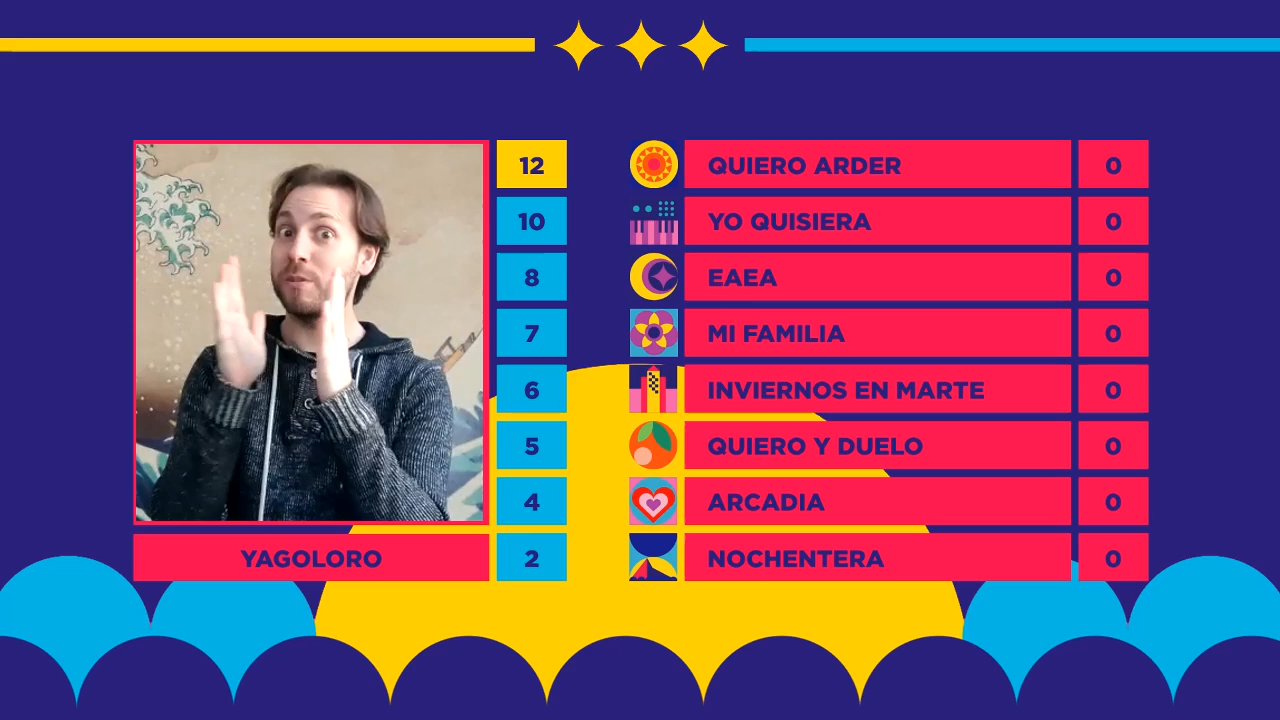 12
10
8
7
6
5
4
2
YAGOLORO
QUIERO ARDER 0
YO QUISIERA 0
EAEA 0
MI FAMILIA 0
INVIERNOS EN MARTE 0
QUIERO Y DUELO 0
ARCADIA 0
NOCHENTERA 0